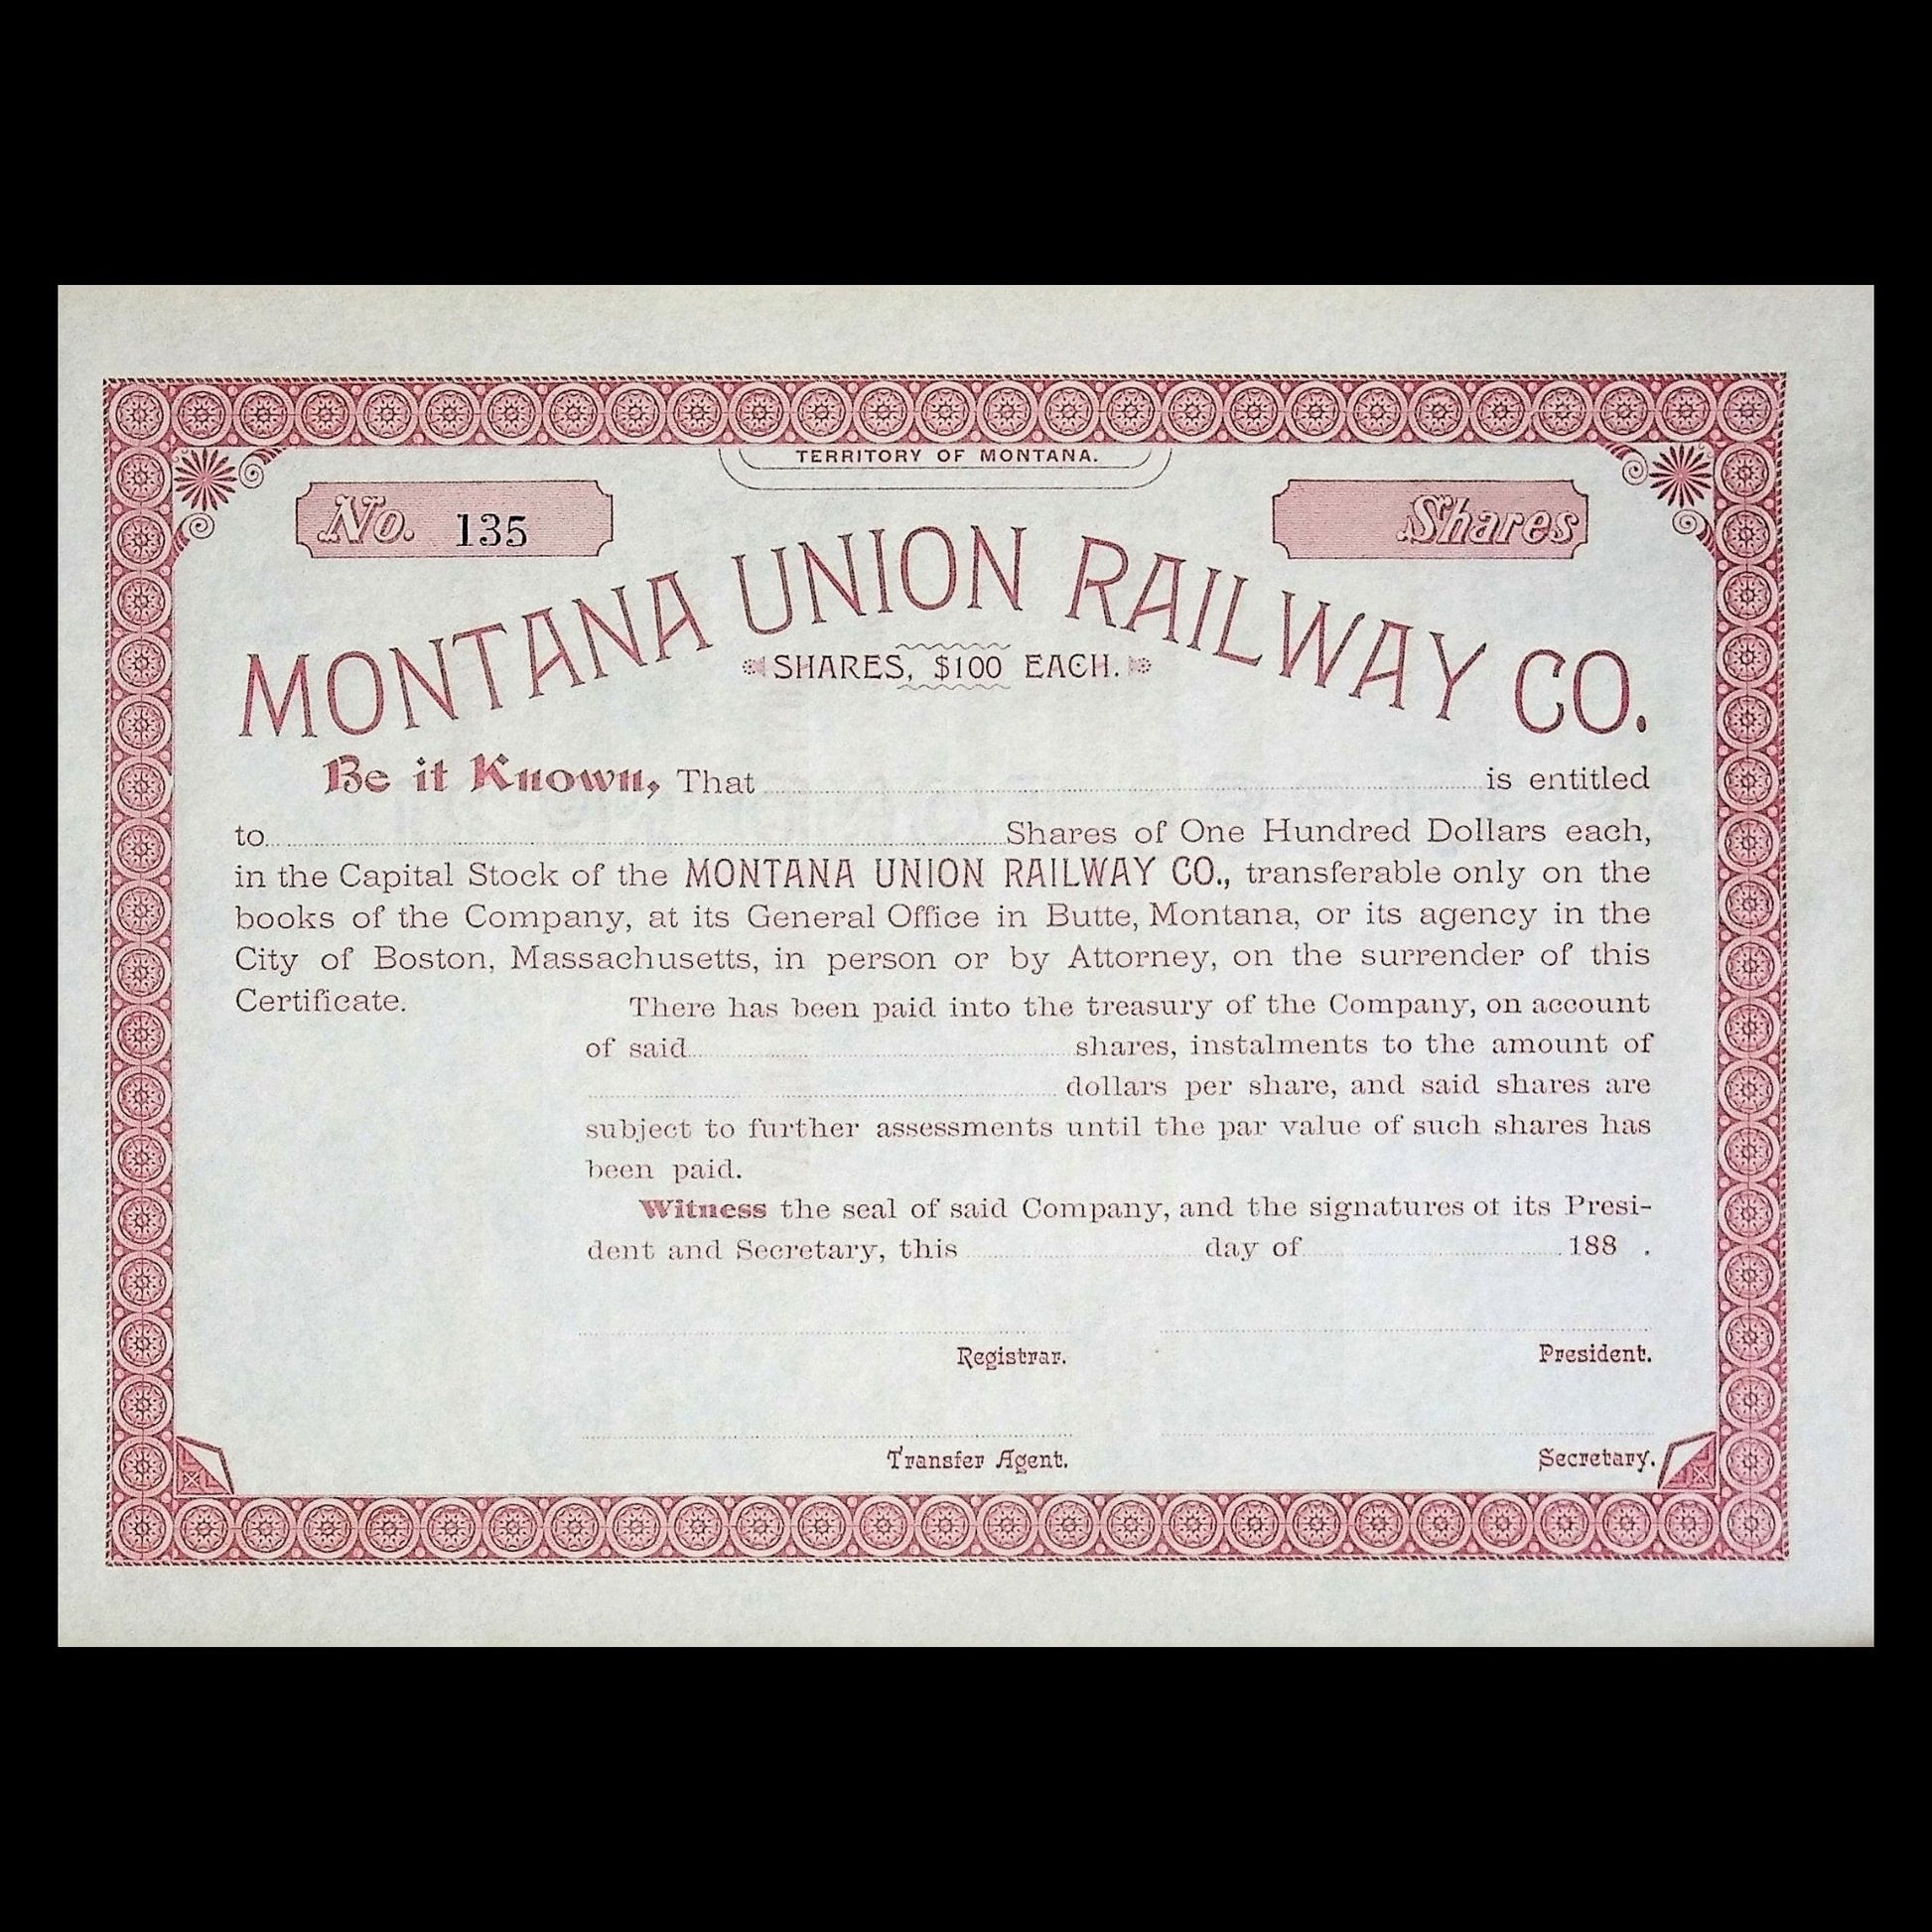 TERRITORY OF MONTANA.
No. 135
Shares
MONTANA UNION RAILWAY CO.
SHARES, $100 EACH.
Be it Known, That is entitled
to Shares of One Hundred Dollars each,
in the Capital Stock of the MONTANA UNION RAILWAY CO., transferable only on the
books of the Company, at its General Office in Butte, Montana, or its agency in the
City of Boston, Massachusetts, in person or by Attorney, on the surrender of this
Certificate.
There has been paid into the treasury of the Company, on account
of said shares, instalments to the amount of
dollars per share, and said shares are
subject to further assessments until the par value of such shares has
been paid.
Witness the seal of said Company, and the signatures of its Presi-
dent and Secretary, this day of 188 .
Registrar.
President.
Transfer Agent.
Secretary.